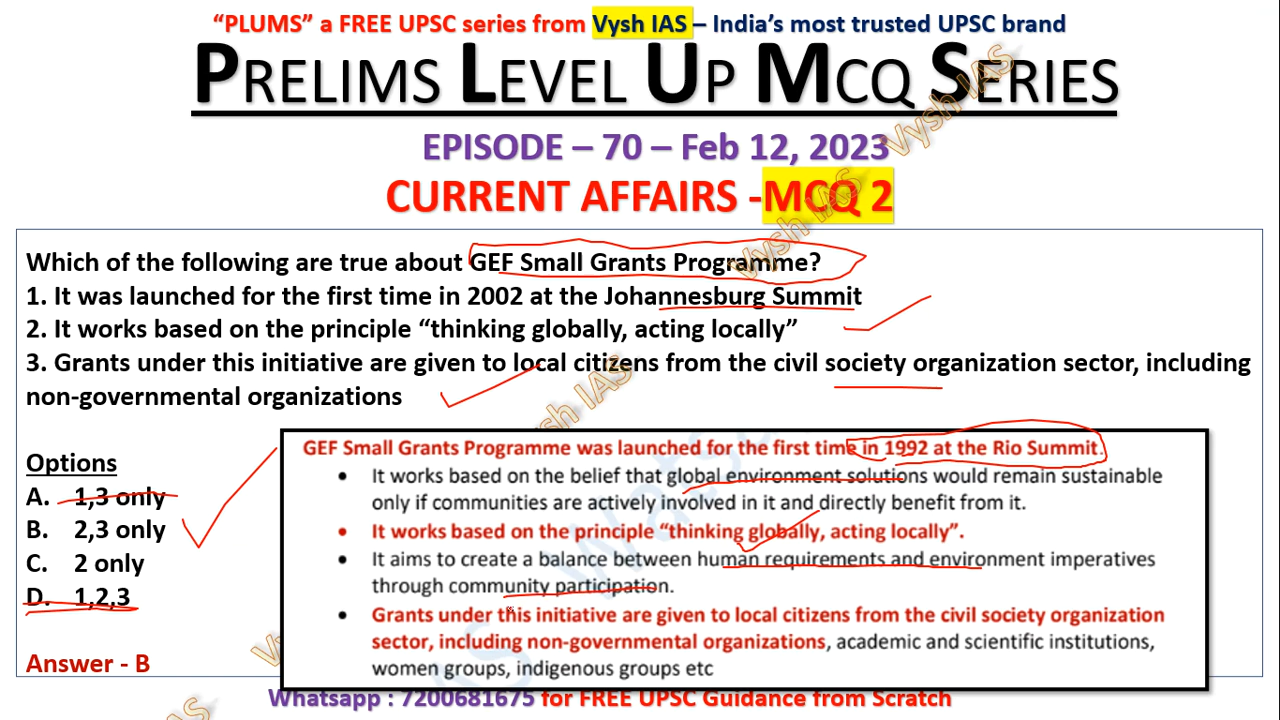 “PLUMS” a FREE UPSC series from Vysh IAS – India’s most trusted UPSC brand
PRELIMS LEVEL UP MCQ SERIES
EPISODE – 70 – Feb 12, 2023
CURRENT AFFAIRS -MCQ 2
Vysh IAS
Vysh IAS
Which of the following are true about GEF Small Grants Programme?
1. It was launched for the first time in 2002 at the Johannesburg Summit
2. It works based on the principle “thinking globally, acting locally”
3. Grants under this initiative are given to local citizens from the civil society organization sector, including
non-governmental organizations
sh IAS
Options
A. 1,3 only
B. 2,3 only
C. 2 only
D. 1,2,3
Answer - B
GEF Small Grants Programme was launched for the first time in 1992 at the Rio Summit.
• It works based on the belief that global environment solutions would remain sustainable
only if communities are actively involved in it and directly benefit from it.
• It works based on the principle “thinking globally, acting locally”.
• It aims to create a balance between human requirements and environment imperatives
through community participation.
• Grants under this initiative are given to local citizens from the civil society organization
sector, including non-governmental organizations, academic and scientific institutions,
women groups, indigenous groups etc
Whatsapp : 7200681675 for FREE UPSC Guidance from Scratch